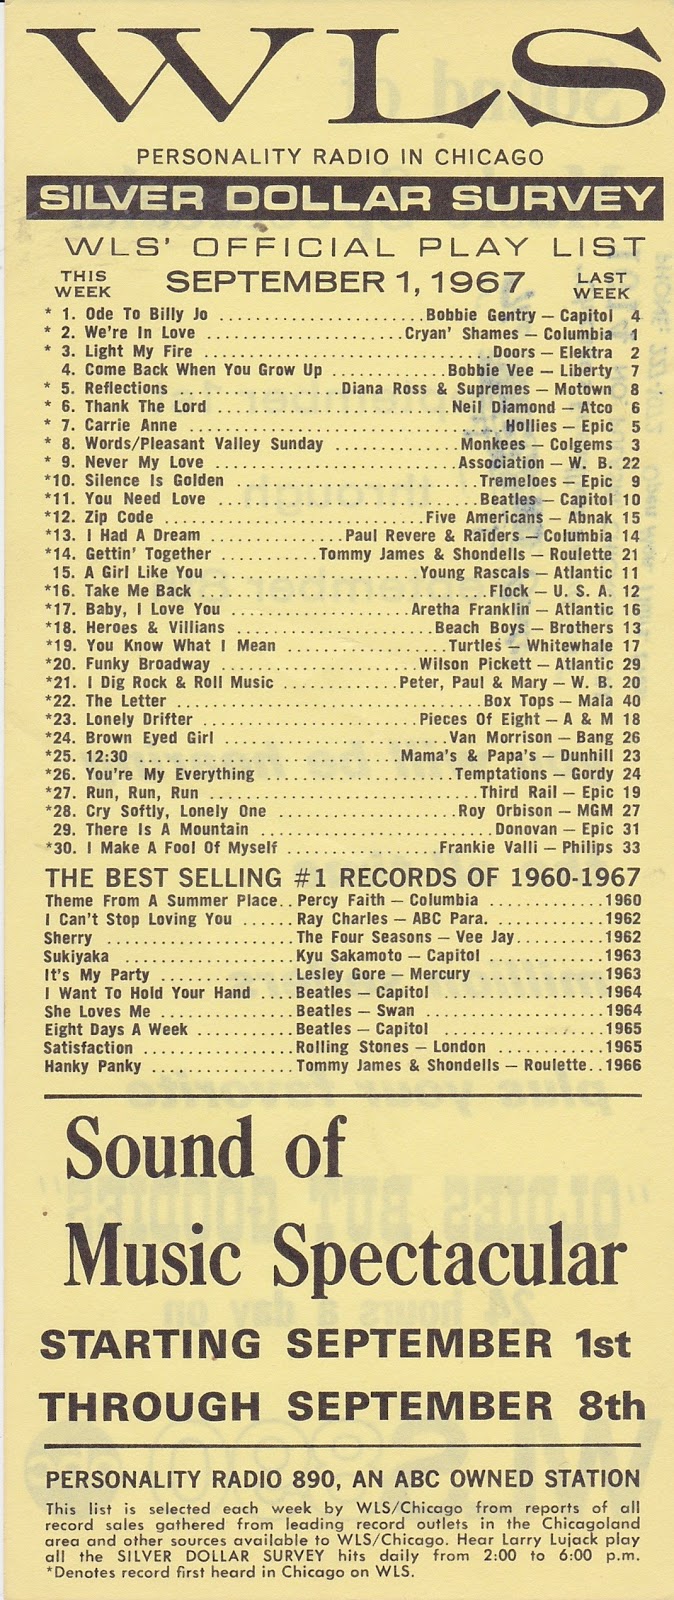 WLS
PERSONALITY RADIO IN CHICAGO
SILVER DOLLAR SURVEY
WLS' OFFICIAL PLAY LIST
THIS WEEK SEPTEMBER 1, 1967 LAST WEEK
* 1. Ode To Billy Jo ........ Bobbie Gentry — Capitol 4
* 2. We're In Love ........ Cryan' Shames — Columbia 1
* 3. Light My Fire ........ Doors — Elektra 2
4. Come Back When You Grow Up ........ Bobbie Vee — Liberty 7
* 5. Reflections ........ Diana Ross & Supremes — Motown 8
* 6. Thank The Lord ........ Neil Diamond — Atco 6
* 7. Carrie Anne ........ Hollies — Epic 5
* 8. Words/Pleasant Valley Sunday ........ Monkees — Colgems 3
* 9. Never My Love ........ Association — W. B. 22
*10. Silence Is Golden ........ Tremeloes — Epic 9
*11. You Need Love ........ Beatles — Capitol 10
*12. Zip Code ........ Five Americans — Abnak 15
*13. I Had A Dream ........ Paul Revere & Raiders — Columbia 14
*14. Gettin' Together ........ Tommy James & Shondells — Roulette 21
15. A Girl Like You ........ Young Rascals — Atlantic 11
*16. Take Me Back ........ Flock — U. S. A. 12
*17. Baby, I Love You ........ Aretha Franklin — Atlantic 16
*18. Heroes & Villians ........ Beach Boys — Brothers 13
*19. You Know What I Mean ........ Turtles — Whitewhale 17
*20. Funky Broadway ........ Wilson Pickett — Atlantic 29
*21. I Dig Rock & Roll Music ........ Peter, Paul & Mary — W. B. 20
*22. The Letter ........ Box Tops — Mala 40
*23. Lonely Drifter ........ Pieces Of Eight — A & M 18
*24. Brown Eyed Girl ........ Van Morrison — Bang 26
*25. 12:30 ........ Mama's & Papa's — Dunhill 23
*26. You're My Everything ........ Temptations — Gordy 24
*27. Run, Run, Run ........ Third Rail — Epic 19
*28. Cry Softly, Lonely One ........ Roy Orbison — MGM 27
29. There Is A Mountain ........ Donovan — Epic 31
*30. I Make A Fool Of Myself ........ Frankie Valli — Philips 33
THE BEST SELLING #1 RECORDS OF 1960-1967
Theme From A Summer Place.. Percy Faith — Columbia ........ 1960
I Can't Stop Loving You ...... Ray Charles — ABC Para. ........ 1962
Sherry ........ The Four Seasons — Vee Jay ........ 1962
Sukiyaka ........ Kyu Sakamoto — Capitol ........ 1963
It's My Party ........ Lesley Gore — Mercury ........ 1963
I Want To Hold Your Hand .... Beatles — Capitol ........ 1964
She Loves Me ........ Beatles — Swan ........ 1964
Eight Days A Week ........ Beatles — Capitol ........ 1965
Satisfaction ........ Rolling Stones — London ........ 1965
Hanky Panky ........ Tommy James & Shondells — Roulette.. 1966
Sound of
Music Spectacular
STARTING SEPTEMBER 1st
THROUGH SEPTEMBER 8th
PERSONALITY RADIO 890, AN ABC OWNED STATION
This list is selected each week by WLS/Chicago from reports of all
record sales gathered from leading record outlets in the Chicagoland
area and other sources available to WLS/Chicago. Hear Larry Lujack play
all the SILVER DOLLAR SURVEY hits daily from 2:00 to 6:00 p.m.
*Denotes record first heard in Chicago on WLS.